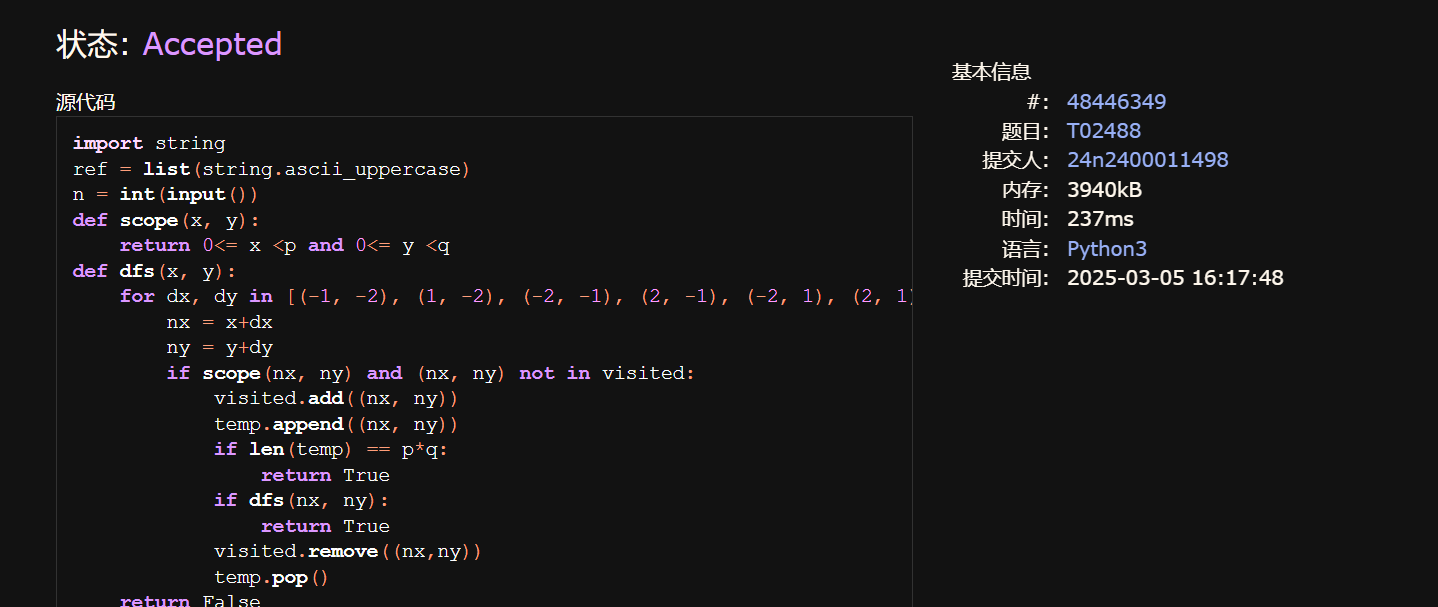 状态: Accepted
源代码
import string
ref = list(string.ascii_uppercase)
n = int(input())
def scope(x, y):
    return 0<= x <p and 0<= y <q
def dfs(x, y):
    for dx, dy in [(-1, -2), (1, -2), (-2, -1), (2, -1), (-2, 1), (2, 1)
        nx = x+dx
        ny = y+dy
        if scope(nx, ny) and (nx, ny) not in visited:
            visited.add((nx, ny))
            temp.append((nx, ny))
            if len(temp) == p*q:
                return True
            if dfs(nx, ny):
                return True
            visited.remove((nx,ny))
            temp.pop()
    return False
基本信息
#: 48446349
题目: T02488
提交人: 24n2400011498
内存: 3940kB
时间: 237ms
语言: Python3
提交时间: 2025-03-05 16:17:48